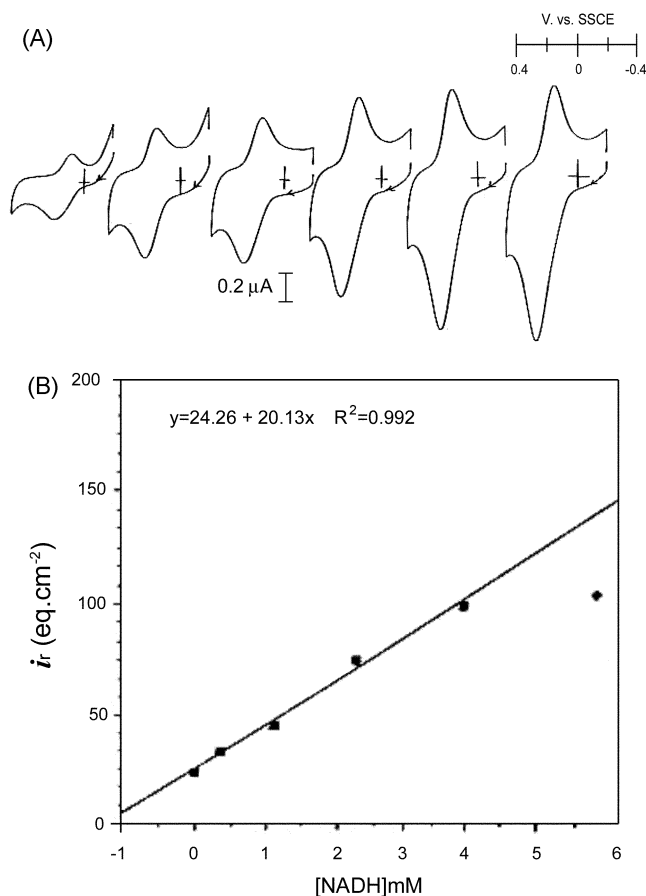 (A)
V. vs. SSCE
0.4 0 -0.4
0.2 μA
(B)
y=24.26 + 20.13x R²=0.992
200
150
100
50
0
-1 0 1 2 3 4 5 6
ir (eq.cm⁻²)
[NADH]mM